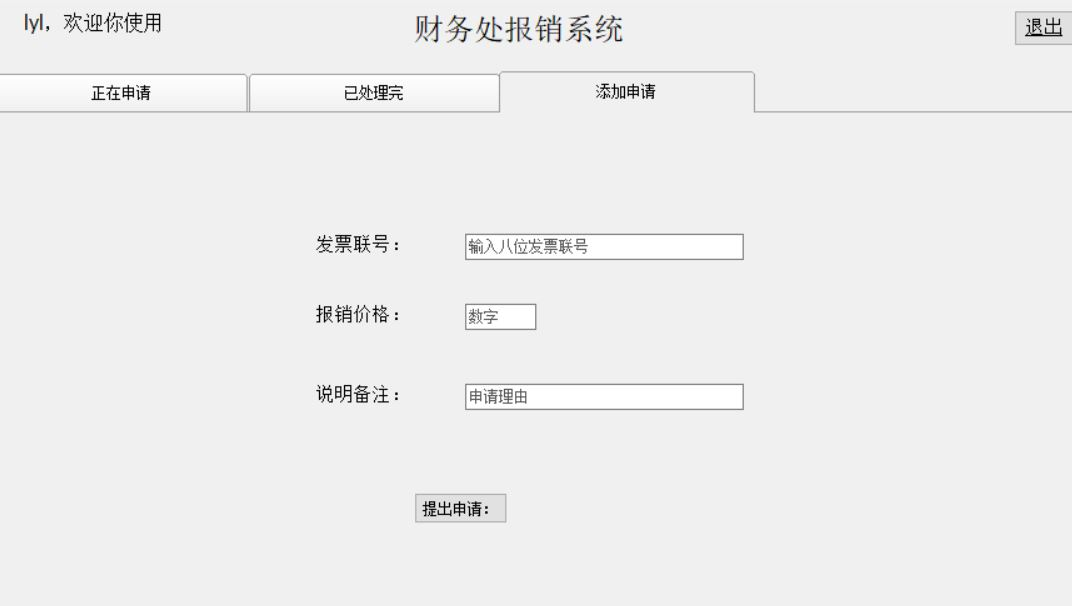 lyl，欢迎你使用
财务处报销系统
退出
正在申请
已处理完
添加申请
发票联号：
输入八位发票联号
报销价格：
数字
说明备注：
申请理由
提出申请：